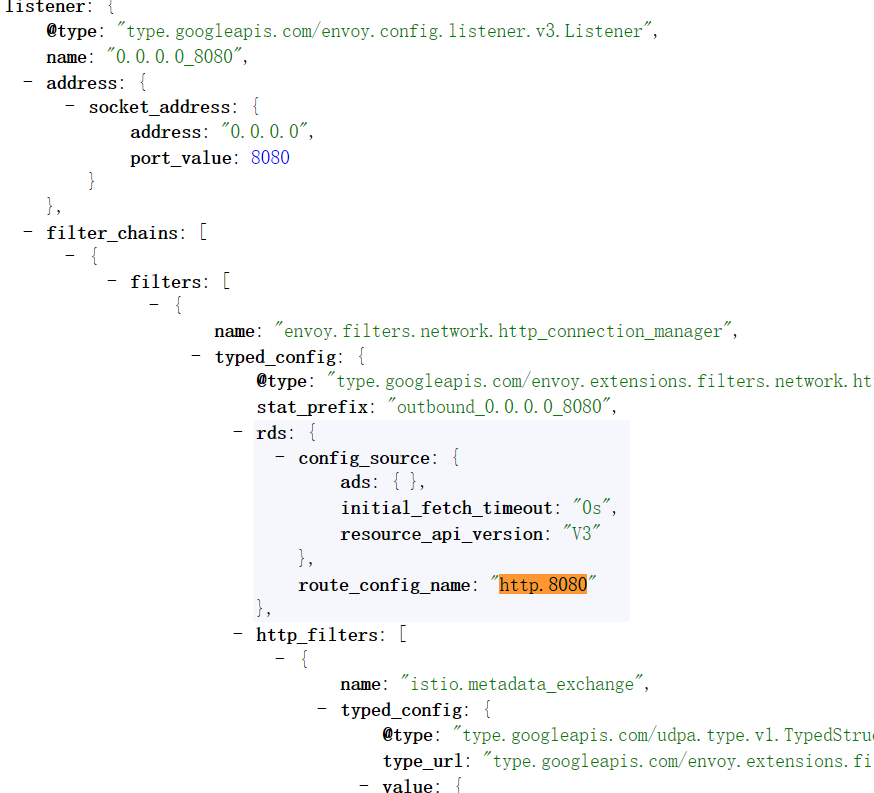 listener: {
@type: "type.googleapis.com/envoy.config.listener.v3.Listener",
name: "0.0.0.0_8080",
- address: {
- socket_address: {
address: "0.0.0.0",
port_value: 8080
}
},
- filter_chains: [
- {
- filters: [
- {
name: "envoy.filters.network.http_connection_manager",
- typed_config: {
@type: "type.googleapis.com/envoy.extensions.filters.network.ht
stat_prefix: "outbound_0.0.0.0_8080",
- rds: {
- config_source: {
ads: { },
initial_fetch_timeout: "0s",
resource_api_version: "V3"
},
route_config_name: "http.8080"
},
- http_filters: [
- {
name: "istio.metadata_exchange",
- typed_config: {
@type: "type.googleapis.com/udpa.type.v1.TypedStruc
type_url: "type.googleapis.com/envoy.extensions.fi
- value: {